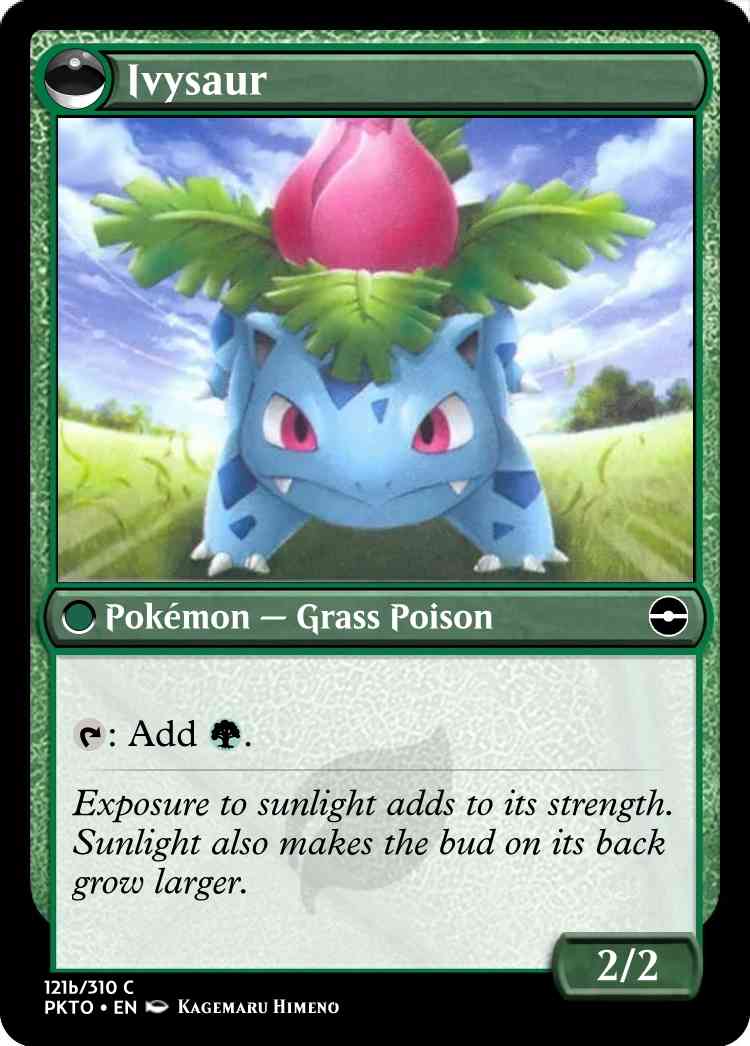 Ivysaur
Pokémon — Grass Poison
: Add .
Exposure to sunlight adds to its strength.
Sunlight also makes the bud on its back
grow larger.
2/2
121b/310 C
PKTO • EN Kagemaru Himeno